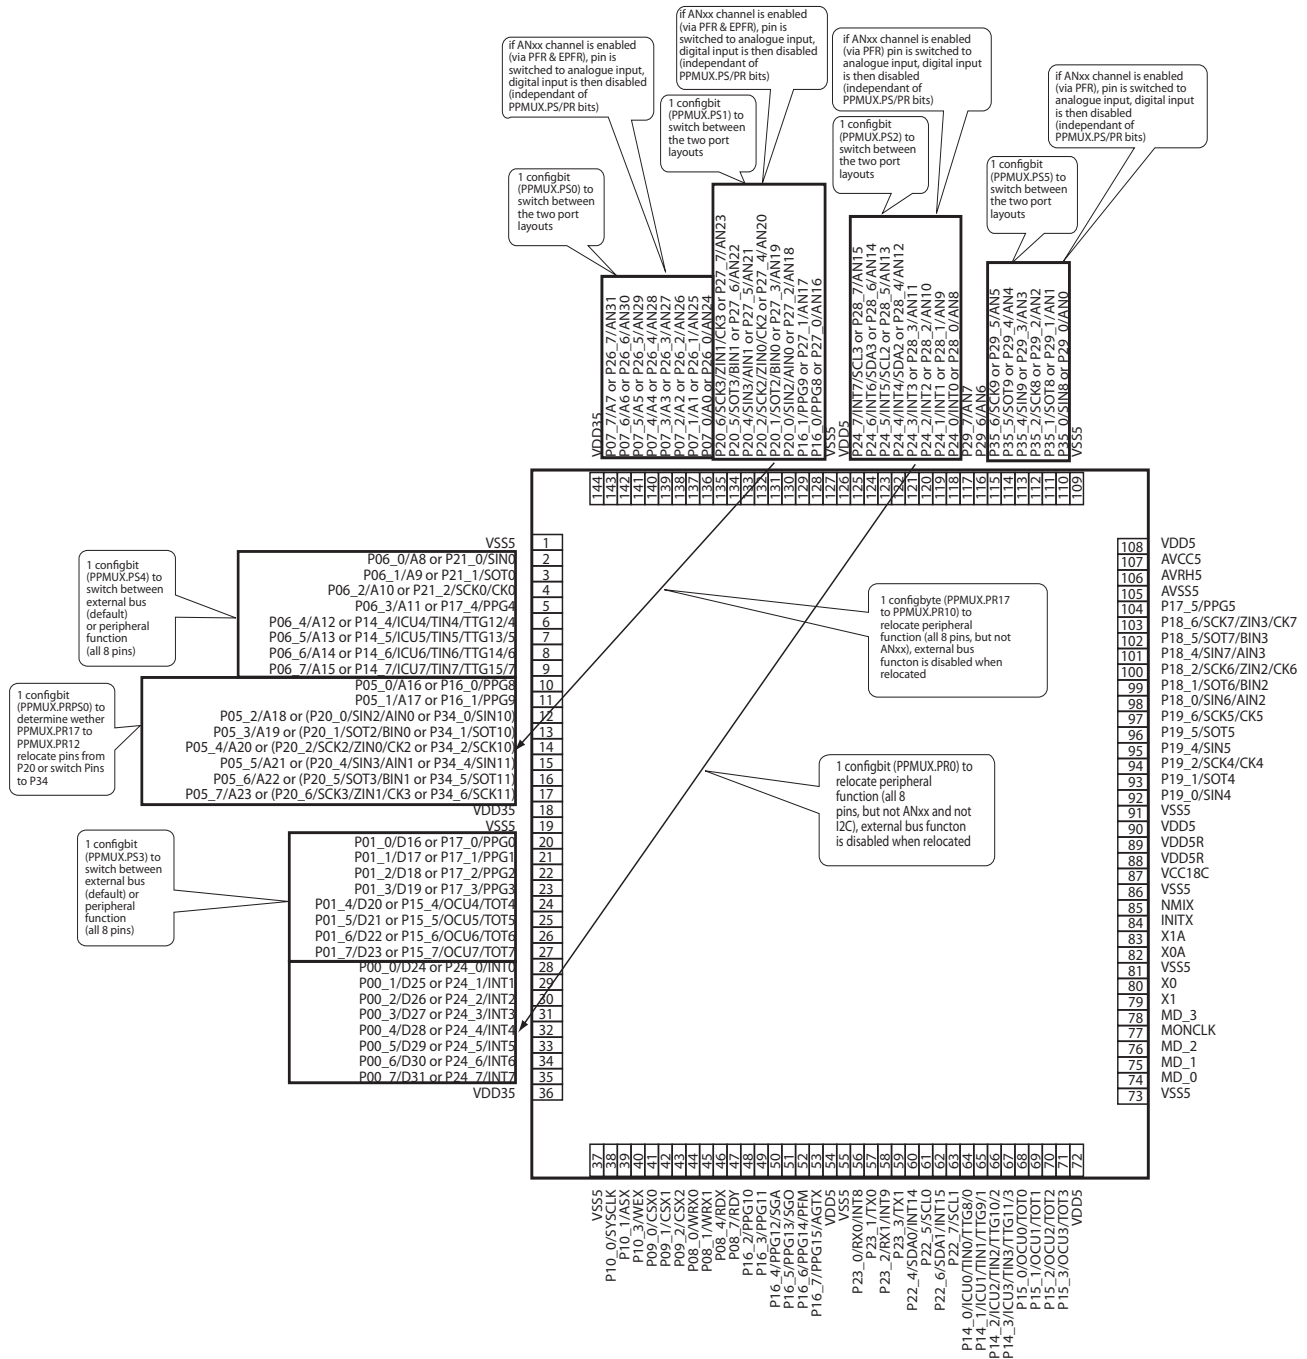 if ANxx channel is enabled
(via PFR & EPFR), pin is
switched to analogue input,
digital input is then disabled
(independant of
PPMUX.PS/PR bits)
if ANxx channel is enabled
(via PFR & EPFR), pin is
switched to analogue input,
digital input is then disabled
(independent of
PPMUX.PS/PR bits)
if ANxx channel is enabled
(via PFR) pin is switched to
analogue input, digital input
is then disabled
(independent of
PPMUX.PS/PR bits)
if ANxx channel is enabled
(via PFR), pin is switched to
analogue input, digital input
is then disabled
(independent of
PPMUX.PS/PR bits)
1 configbit
(PPMUX.PS0) to
switch between
the two port
layouts
1 configbit
(PPMUX.PS1) to
switch between
the two port
layouts
1 configbit
(PPMUX.PS2) to
switch between
the two port
layouts
1 configbit
(PPMUX.PS5) to
switch between
the two port
layouts
VDD35
P07_7/A7 or P26_7/AN31
P07_6/A6 or P26_6/AN30
P07_5/A5 or P26_5/AN29
P07_4/A4 or P26_4/AN28
P07_3/A3 or P26_3/AN27
P07_2/A2 or P26_2/AN26
P07_1/A1 or P26_1/AN25
P07_0/A0 or P26_0/AN24
P20_6/SCK3/ZIN1/CK3 or P27_7/AN23
P20_5/SOT3/BIN1 or P27_6/AN22
P20_4/SIN3/AIN1 or P27_5/AN21
P20_2/SCK2/ZIN0/CK2 or P27_4/AN20
P20_1/SOT2/BIN0 or P27_3/AN19
P20_0/SIN2/AIN0 or P27_2/AN18
P16_1/PPG9 or P27_1/AN17
P16_0/PPG8 or P27_0/AN16
VSS5
VDD5
P24_7/INT7/SCL3 or P28_7/AN15
P24_6/INT6/SDA3 or P28_6/AN14
P24_5/INT5/SCL2 or P28_5/AN13
P24_4/INT4/SDA2 or P28_4/AN12
P24_3/INT3 or P28_3/AN11
P24_2/INT2 or P28_2/AN10
P24_1/INT1 or P28_1/AN9
P24_0/INT0 or P28_0/AN8
P29_7/AN7
P29_6/AN6
P35_6/SCK9 or P29_5/AN5
P35_5/SOT9 or P29_4/AN4
P35_4/SIN9 or P29_3/AN3
P35_2/SCK8 or P29_2/AN2
P35_1/SOT8 or P29_1/AN1
P35_0/SIN8 or P29_0/AN0
VSS5
144 143 142 141 140 139 138 137 136 135 134 133 132 131 130 129 128 127 126 125 124 123 122 121 120 119 118 117 116 115 114 113 112 111 110 109
VSS5 1
P06_0/A8 or P21_0/SIN0 2
P06_1/A9 or P21_1/SOT0 3
P06_2/A10 or P21_2/SCK0/CK0 4
P06_3/A11 or P17_4/PPG4 5
P06_4/A12 or P14_4/ICU4/TIN4/TTG12/4 6
P06_5/A13 or P14_5/ICU5/TIN5/TTG13/5 7
P06_6/A14 or P14_6/ICU6/TIN6/TTG14/6 8
P06_7/A15 or P14_7/ICU7/TIN7/TTG15/7 9
P05_0/A16 or P16_0/PPG8 10
P05_1/A17 or P16_1/PPG9 11
P05_2/A18 or (P20_0/SIN2/AIN0 or P34_0/SIN10) 12
P05_3/A19 or (P20_1/SOT2/BIN0 or P34_1/SOT10) 13
P05_4/A20 or (P20_2/SCK2/ZIN0/CK2 or P34_2/SCK10) 14
P05_5/A21 or (P20_4/SIN3/AIN1 or P34_4/SIN11) 15
P05_6/A22 or (P20_5/SOT3/BIN1 or P34_5/SOT11) 16
P05_7/A23 or (P20_6/SCK3/ZIN1/CK3 or P34_6/SCK11) 17
VDD35 18
VSS5 19
P01_0/D16 or P17_0/PPG0 20
P01_1/D17 or P17_1/PPG1 21
P01_2/D18 or P17_2/PPG2 22
P01_3/D19 or P17_3/PPG3 23
P01_4/D20 or P15_4/OCU4/TOT4 24
P01_5/D21 or P15_5/OCU5/TOT5 25
P01_6/D22 or P15_6/OCU6/TOT6 26
P01_7/D23 or P15_7/OCU7/TOT7 27
P00_0/D24 or P24_0/INT0 28
P00_1/D25 or P24_1/INT1 29
P00_2/D26 or P24_2/INT2 30
P00_3/D27 or P24_3/INT3 31
P00_4/D28 or P24_4/INT4 32
P00_5/D29 or P24_5/INT5 33
P00_6/D30 or P24_6/INT6 34
P00_7/D31 or P24_7/INT7 35
VDD35 36
1 configbit
(PPMUX.PS4) to
switch between
external bus
(default)
or peripheral
function
(all 8 pins)
1 configbit
(PPMUX.PRPS0) to
determine wether
PPMUX.PR17 to
PPMUX.PR12
relocate pins from
P20 or switch Pins
to P34
1 configbit
(PPMUX.PS3) to
switch between
external bus
(default) or
peripheral
function
(all 8 pins)
1 configbyte (PPMUX.PR17
to PPMUX.PR10) to
relocate peripheral
function (all 8 pins, but not
ANxx), external bus
functon is disabled when
relocated
1 configbit (PPMUX.PR0) to
relocate peripheral
function (all 8
pins, but not ANxx and not
I2C), external bus functon
is disabled when relocated
108 VDD5
107 AVCC5
106 AVRH5
105 AVSS5
104 P17_5/PPG5
103 P18_6/SCK7/ZIN3/CK7
102 P18_5/SOT7/BIN3
101 P18_4/SIN7/AIN3
100 P18_2/SCK6/ZIN2/CK6
99 P18_1/SOT6/BIN2
98 P18_0/SIN6/AIN2
97 P19_6/SCK5/CK5
96 P19_5/SOT5
95 P19_4/SIN5
94 P19_2/SCK4/CK4
93 P19_1/SOT4
92 P19_0/SIN4
91 VSS5
90 VDD5
89 VDD5R
88 VDD5R
87 VCC18C
86 VSS5
85 NMIX
84 INITX
83 X1A
82 X0A
81 VSS5
80 X0
79 X1
78 MD_3
77 MONCLK
76 MD_2
75 MD_1
74 MD_0
73 VSS5
37 38 39 40 41 42 43 44 45 46 47 48 49 50 51 52 53 54 55 56 57 58 59 60 61 62 63 64 65 66 67 68 69 70 71 72
VSS5
P10_0/SYSCLK
P10_1/ASX
P10_3/WEX
P09_0/CSX0
P09_1/CSX1
P09_2/CSX2
P08_0/WRX0
P08_1/WRX1
P08_4/RDX
P08_7/RDY
P16_2/PPG10
P16_3/PPG11
P16_4/PPG12/SGA
P16_5/PPG13/SGO
P16_6/PPG14/PFM
P16_7/PPG15/AGTX
VDD5
VSS5
P23_0/RX0/INT8
P23_1/TX0
P23_2/RX1/INT9
P23_3/TX1
P22_4/SDA0/INT14
P22_5/SCL0
P22_6/SDA1/INT15
P22_7/SCL1
P14_0/ICU0/TIN0/TTG8/0
P14_1/ICU1/TIN1/TTG9/1
P14_2/ICU2/TIN2/TTG10/2
P14_3/ICU3/TIN3/TTG11/3
P15_0/OCU0/TOT0
P15_1/OCU1/TOT1
P15_2/OCU2/TOT2
P15_3/OCU3/TOT3
VDD5